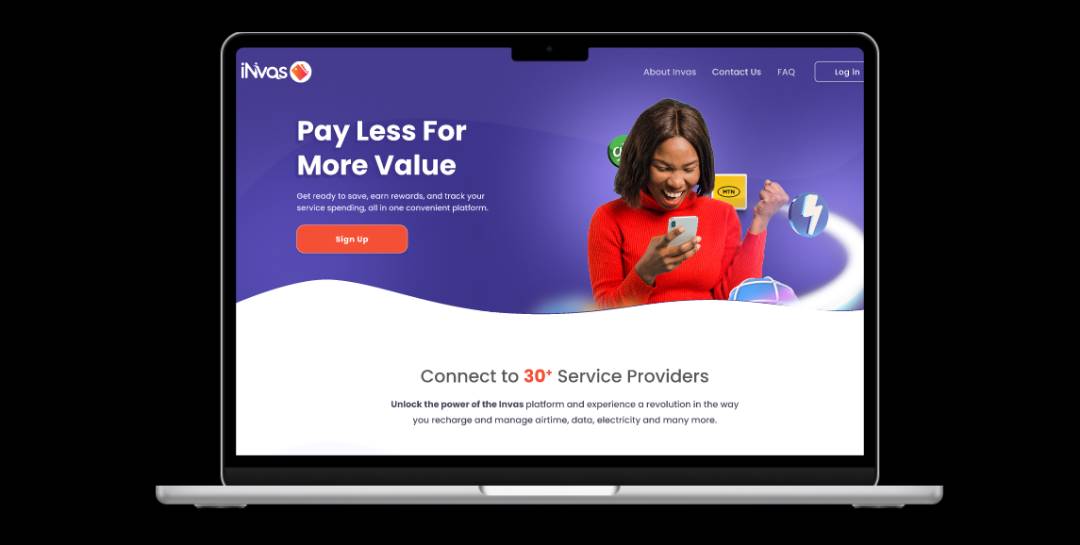 iNvas
About Invas
Contact Us
FAQ
Log in
Pay Less For
More Value
Get ready to save, earn rewards, and track your
service spending, all in one convenient platform.
Sign Up
MTN
Connect to 30+ Service Providers
Unlock the power of the Invas platform and experience a revolution in the way
you recharge and manage airtime, data, electricity and many more.